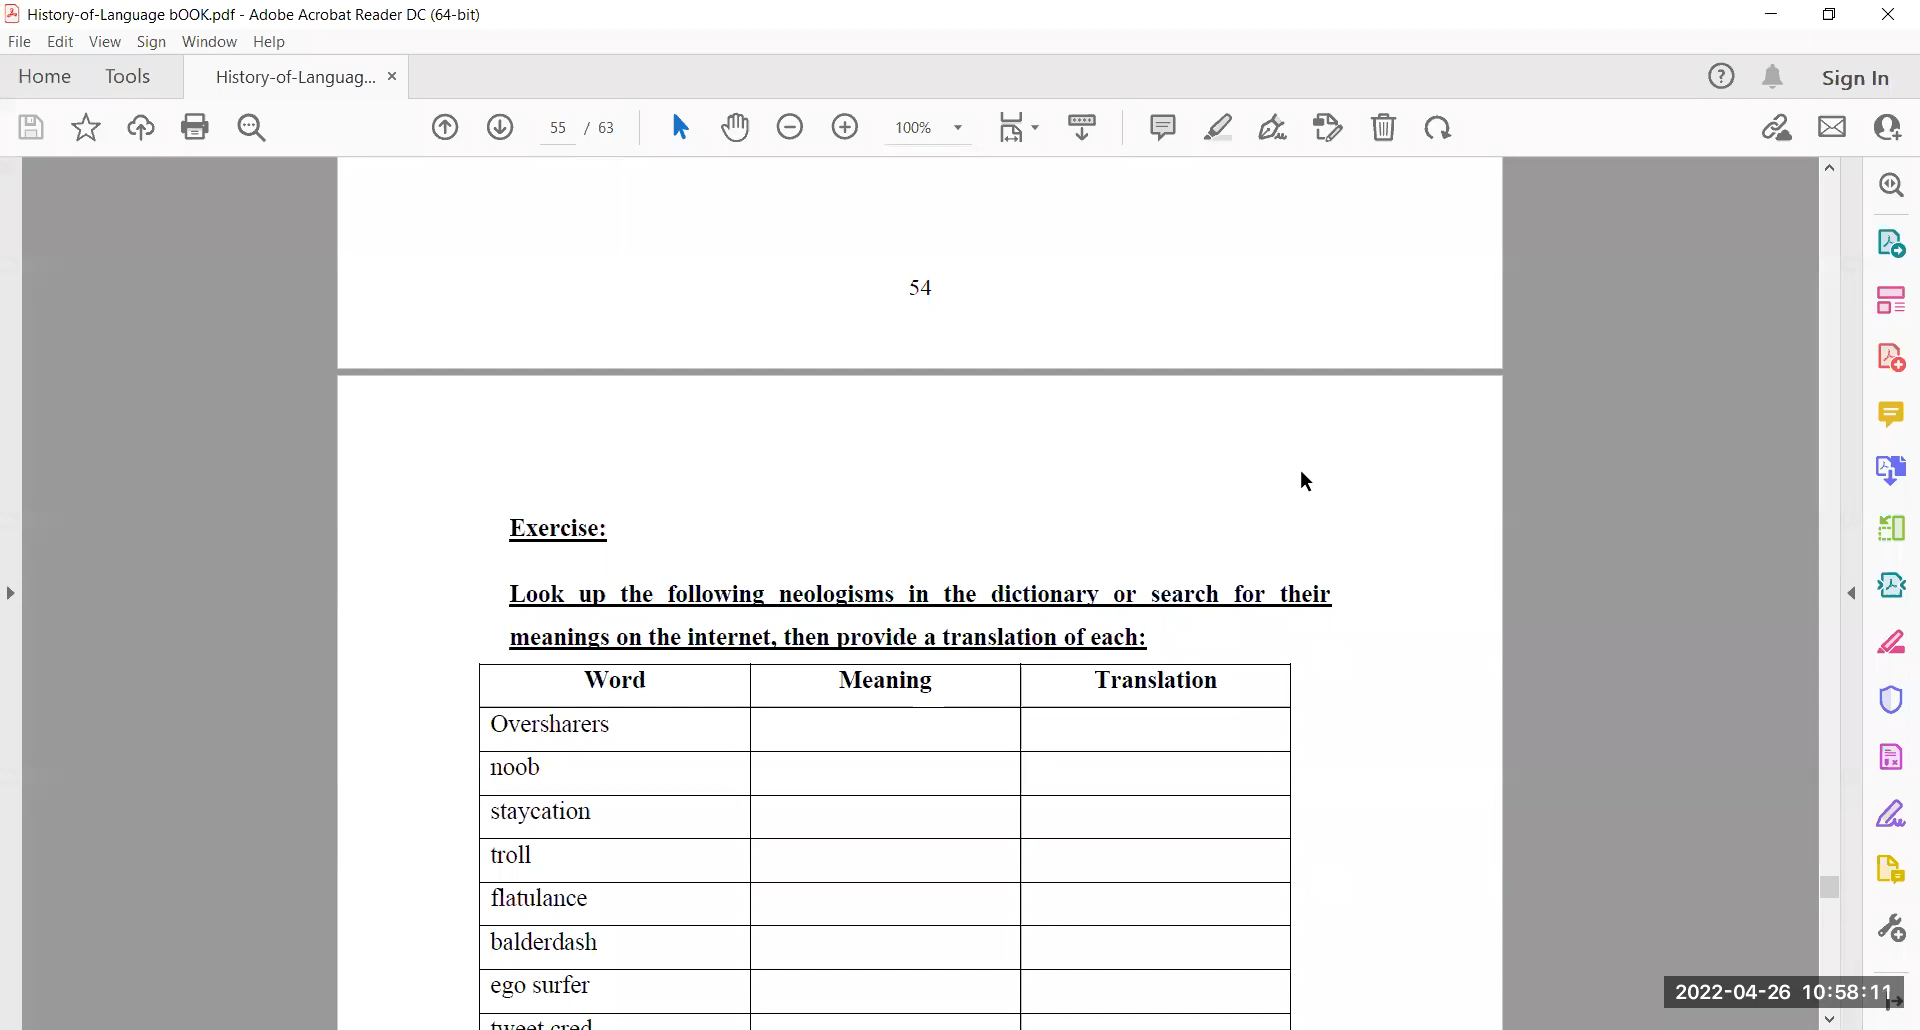 History-of-Language bOOK.pdf - Adobe Acrobat Reader DC (64-bit)
File Edit View Sign Window Help
Home Tools History-of-Languag... × Sign In
55 / 63 100%
54
Exercise:
Look up the following neologisms in the dictionary or search for their
meanings on the internet, then provide a translation of each:
Word Meaning Translation
Oversharers
noob
staycation
troll
flatulance
balderdash
ego surfer
tweet cred
2022-04-26 10:58:11